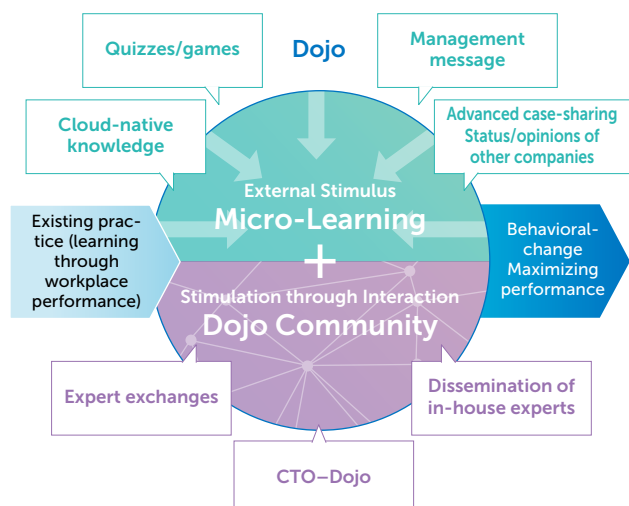 Quizzes/games
Dojo
Management
message
Cloud-native
knowledge
Advanced case-sharing
Status/opinions of
other companies
External Stimulus
Micro-Learning
+
Existing prac-
tice (learning
through
workplace
performance)
Behavioral-
change
Maximizing
performance
Stimulation through Interaction
Dojo Community
Expert exchanges
Dissemination of
in-house experts
CTO–Dojo